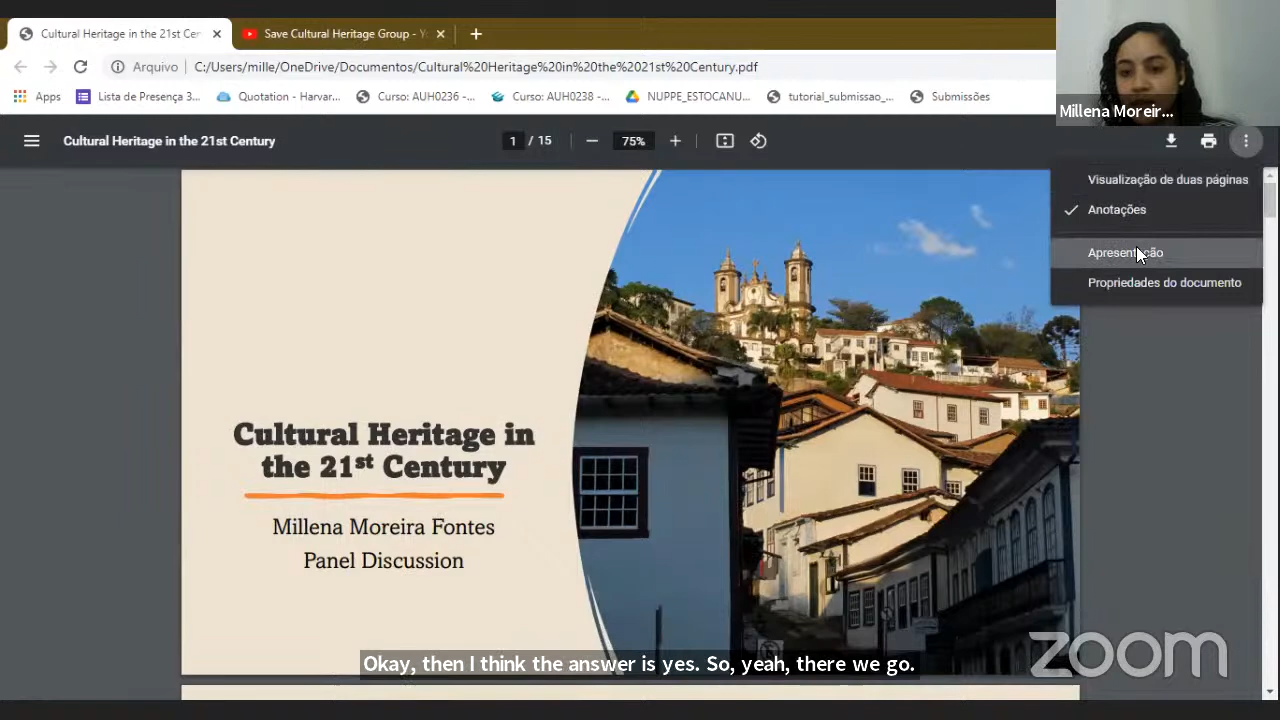 Cultural Heritage in the 21st Cer
Save Cultural Heritage Group - Y
Arquivo
C:/Users/mille/OneDrive/Documentos/Cultural%20Heritage%20in%20the%2021st%20Century.pdf
Apps
Lista de Presença 3...
Quotation - Harvar...
Curso: AUH0236 -...
Curso: AUH0238 -...
NUPPE_ESTOCANU...
tutorial_submissao_...
Submissões
Millena Moreir...
Cultural Heritage in the 21st Century
1 / 15
75%
Visualização de duas páginas
Anotações
Apresentação
Propriedades do documento
Cultural Heritage in
the 21st Century
Millena Moreira Fontes
Panel Discussion
Okay, then I think the answer is yes. So, yeah, there we go.
zoom